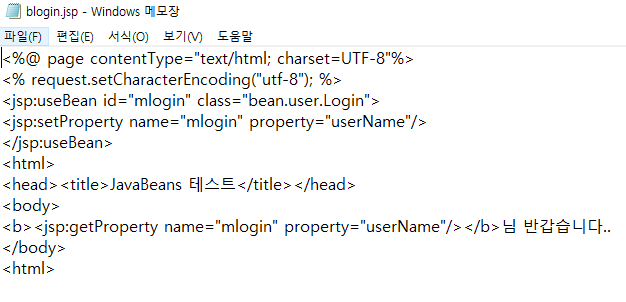 blogin.jsp - Windows 메모장
파일(F) 편집(E) 서식(O) 보기(V) 도움말
<%@ page contentType="text/html; charset=UTF-8"%>
<% request.setCharacterEncoding("utf-8"); %>
<jsp:useBean id="mlogin" class="bean.user.Login">
<jsp:setProperty name="mlogin" property="userName"/>
</jsp:useBean>
<html>
<head><title>JavaBeans 테스트</title></head>
<body>
<b><jsp:getProperty name="mlogin" property="userName"/></b>님 반갑습니다..
</body>
<html>